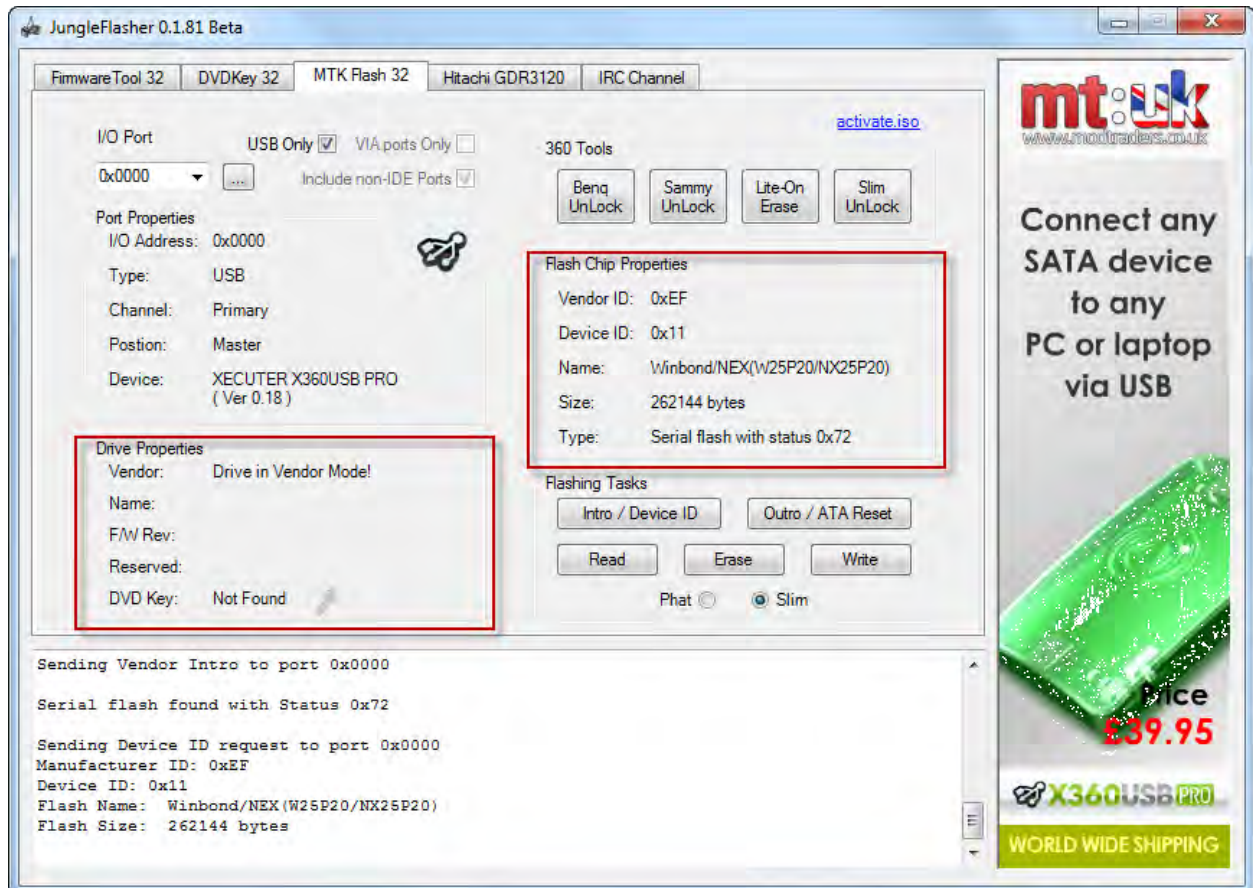 JungleFlasher 0.1.81 Beta
FirmwareTool 32 DVDKey 32 MTK Flash 32 Hitachi GDR3120 IRC Channel
activate.iso
I/O Port
USB Only VIA ports Only
0x0000 ... Include non-IDE Ports
Port Properties
I/O Address: 0x0000
Type: USB
Channel: Primary
Postion: Master
Device: XECUTER X360USB PRO
( Ver 0.18 )
Drive Properties
Vendor: Drive in Vendor Mode!
Name:
F/W Rev:
Reserved:
DVD Key: Not Found
360 Tools
Benq UnLock
Sammy UnLock
Lite-On Erase
Slim UnLock
Flash Chip Properties
Vendor ID: 0xEF
Device ID: 0x11
Name: Winbond/NEX(W25P20/NX25P20)
Size: 262144 bytes
Type: Serial flash with status 0x72
Flashing Tasks
Intro / Device ID Outro / ATA Reset
Read Erase Write
Phat Slim
Sending Vendor Intro to port 0x0000
Serial flash found with Status 0x72
Sending Device ID request to port 0x0000
Manufacturer ID: 0xEF
Device ID: 0x11
Flash Name: Winbond/NEX(W25P20/NX25P20)
Flash Size: 262144 bytes
mt:uk
www.modtraders.co.uk
Connect any
SATA device
to any
PC or laptop
via USB
Price
£39.95
X360USB PRO
WORLD WIDE SHIPPING